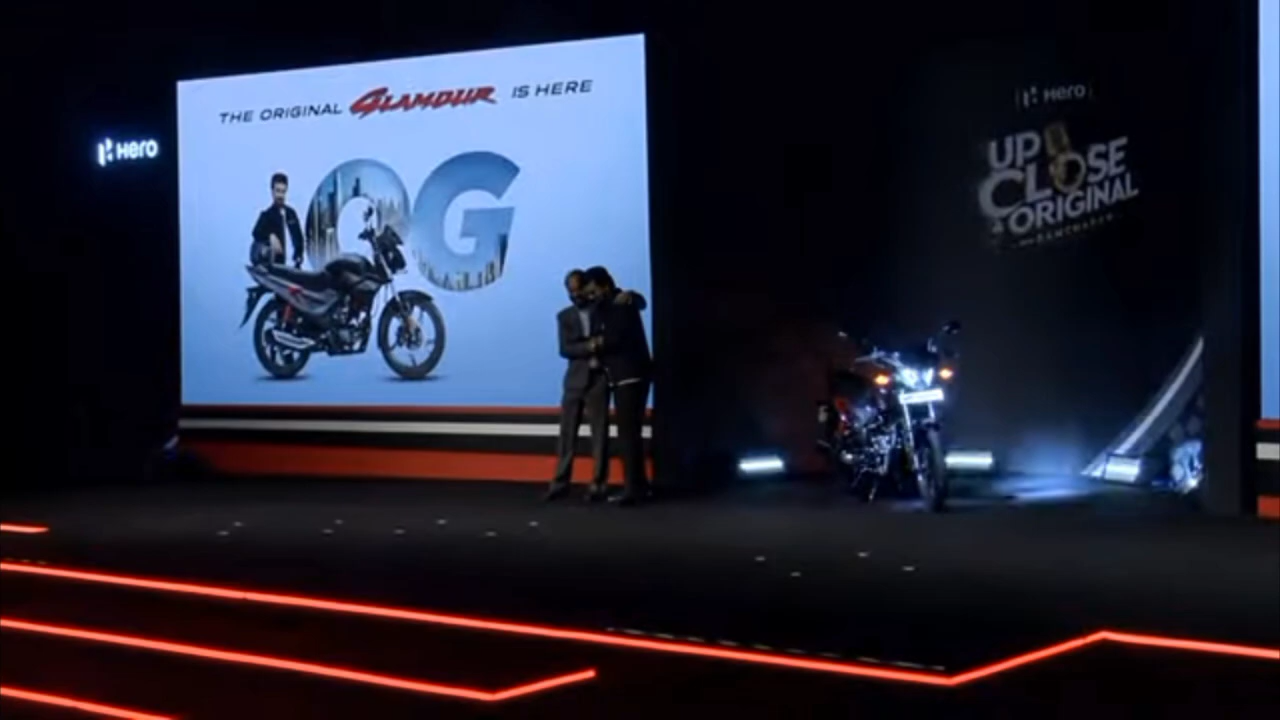 Hero
THE ORIGINAL GLAMOUR IS HERE
OG
Hero
UP
CLOSE
ORIGINAL